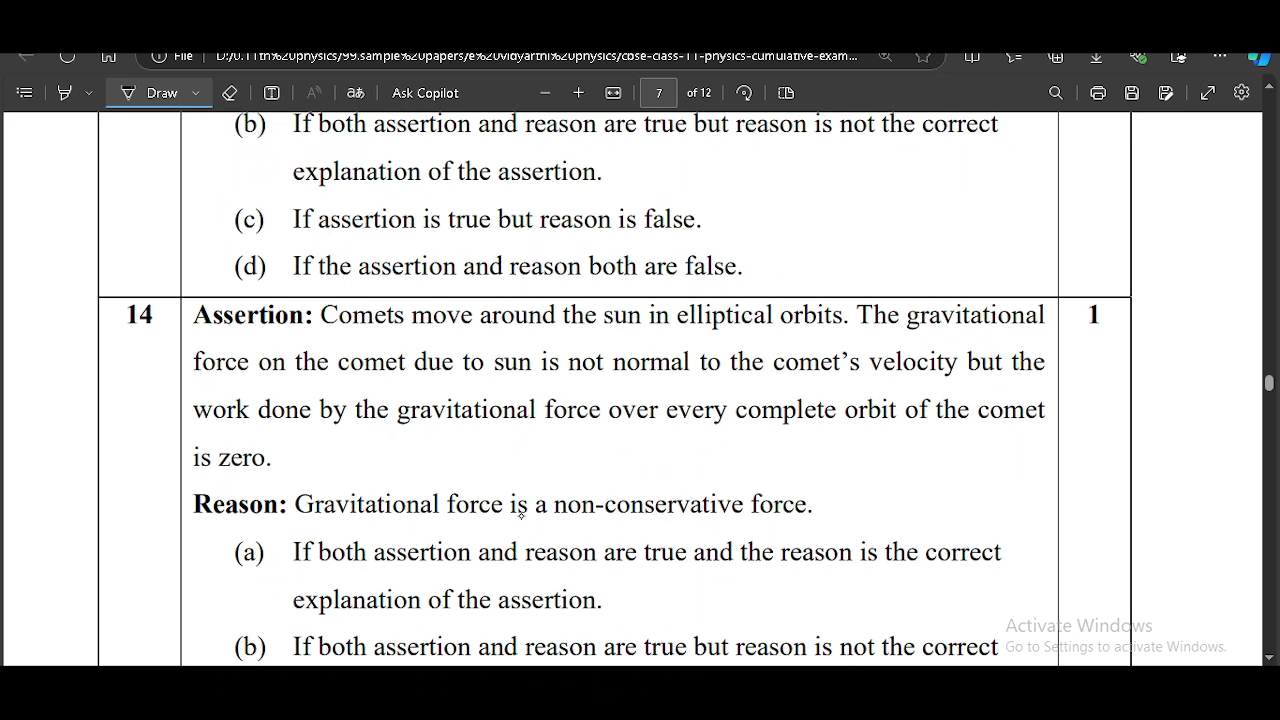 File
D:/0.11th%20physics/99.sample%20papers/e%20vidyarthi%20physics/cbse-class-11-physics-cumulative-exam...
Draw
aあ
Ask Copilot
7
of 12
(b) If both assertion and reason are true but reason is not the correct
explanation of the assertion.
(c) If assertion is true but reason is false.
(d) If the assertion and reason both are false.
14 Assertion: Comets move around the sun in elliptical orbits. The gravitational 1
force on the comet due to sun is not normal to the comet’s velocity but the
work done by the gravitational force over every complete orbit of the comet
is zero.
Reason: Gravitational force is a non-conservative force.
(a) If both assertion and reason are true and the reason is the correct
explanation of the assertion.
(b) If both assertion and reason are true but reason is not the correct
Activate Windows
Go to Settings to activate Windows.